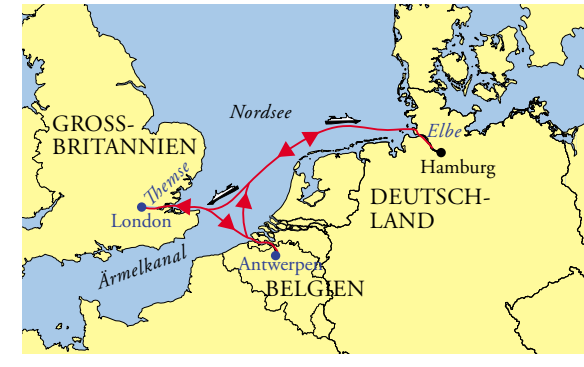 Nordsee
GROSS-
BRITANNIEN
Elbe
Hamburg
Themse
DEUTSCH-
LAND
London
Ärmelkanal
Antwerpen
BELGIEN